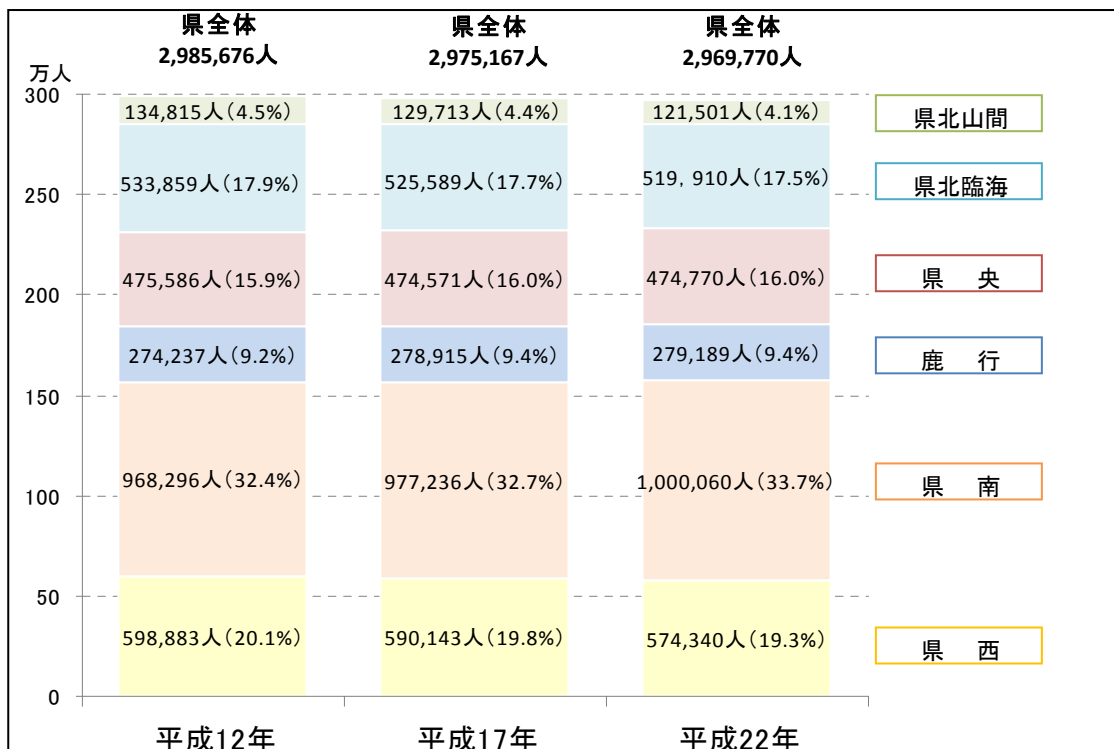 県全体 県全体 県全体
2,985,676人 2,975,167人 2,969,770人
万人
300
134,815人(4.5%) 129,713人(4.4%) 121,501人(4.1%) 県北山間
533,859人(17.9%) 525,589人(17.7%) 519, 910人(17.5%) 県北臨海
250
475,586人(15.9%) 474,571人(16.0%) 474,770人(16.0%) 県 央
200
274,237人(9.2%) 278,915人(9.4%) 279,189人(9.4%) 鹿 行
150
968,296人(32.4%) 977,236人(32.7%) 1,000,060人(33.7%) 県 南
100
50
598,883人(20.1%) 590,143人(19.8%) 574,340人(19.3%) 県 西
0
平成12年 平成17年 平成22年